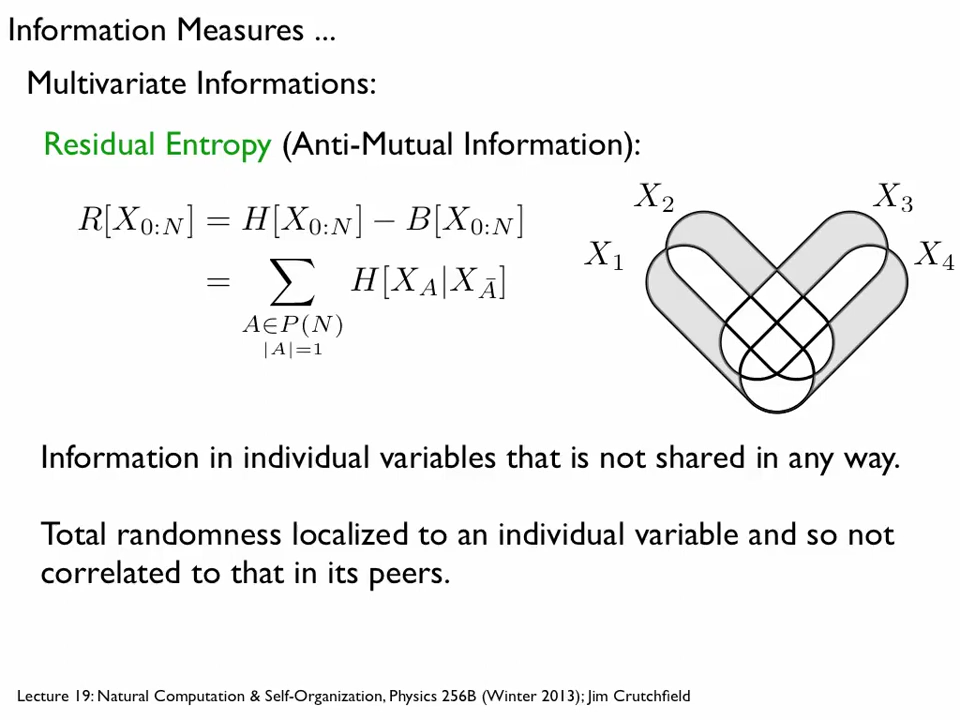 Information Measures ...
Multivariate Informations:
Residual Entropy (Anti-Mutual Information):
R[X_{0:N}] = H[X_{0:N}] − B[X_{0:N}]
= ∑_{A∈P(N) |A|=1} H[X_A|X_{Ā}]
X_1
X_2
X_3
X_4
Information in individual variables that is not shared in any way.
Total randomness localized to an individual variable and so not
correlated to that in its peers.
Lecture 19: Natural Computation & Self-Organization, Physics 256B (Winter 2013); Jim Crutchfield